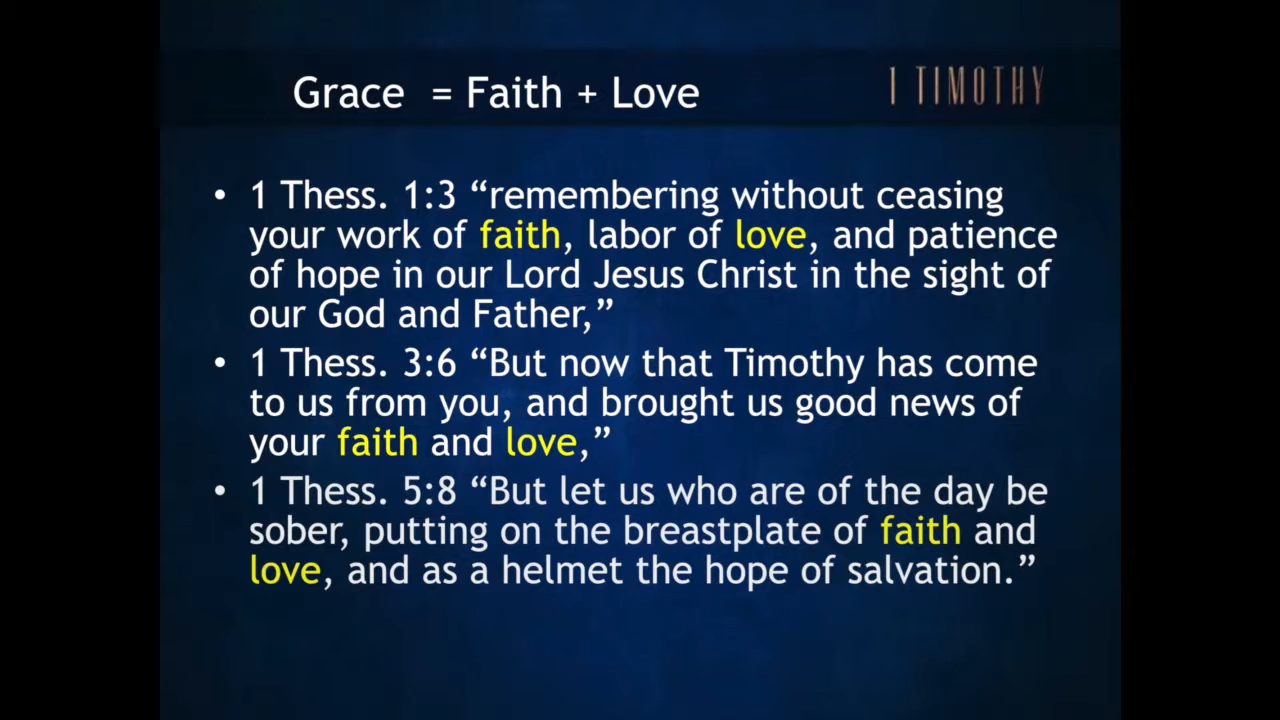 Grace = Faith + Love
1 TIMOTHY
• 1 Thess. 1:3 “remembering without ceasing
your work of faith, labor of love, and patience
of hope in our Lord Jesus Christ in the sight of
our God and Father,”
• 1 Thess. 3:6 “But now that Timothy has come
to us from you, and brought us good news of
your faith and love,”
• 1 Thess. 5:8 “But let us who are of the day be
sober, putting on the breastplate of faith and
love, and as a helmet the hope of salvation.”